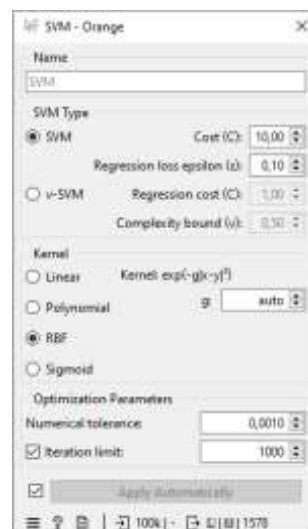 SVM - Orange
Name
SVM
SVM Type
SVM Cost (C): 10,00
Regression loss epsilon (ε): 0,10
ν-SVM Regression cost (C): 1,00
Complexity bound (ν): 0,50
Kernel
Linear Kernel: exp(-g|x-y|²)
Polynomial g: auto
RBF
Sigmoid
Optimization Parameters
Numerical tolerance: 0,0010
Iteration limit: 1000
Apply Automatically
100k | -
1578